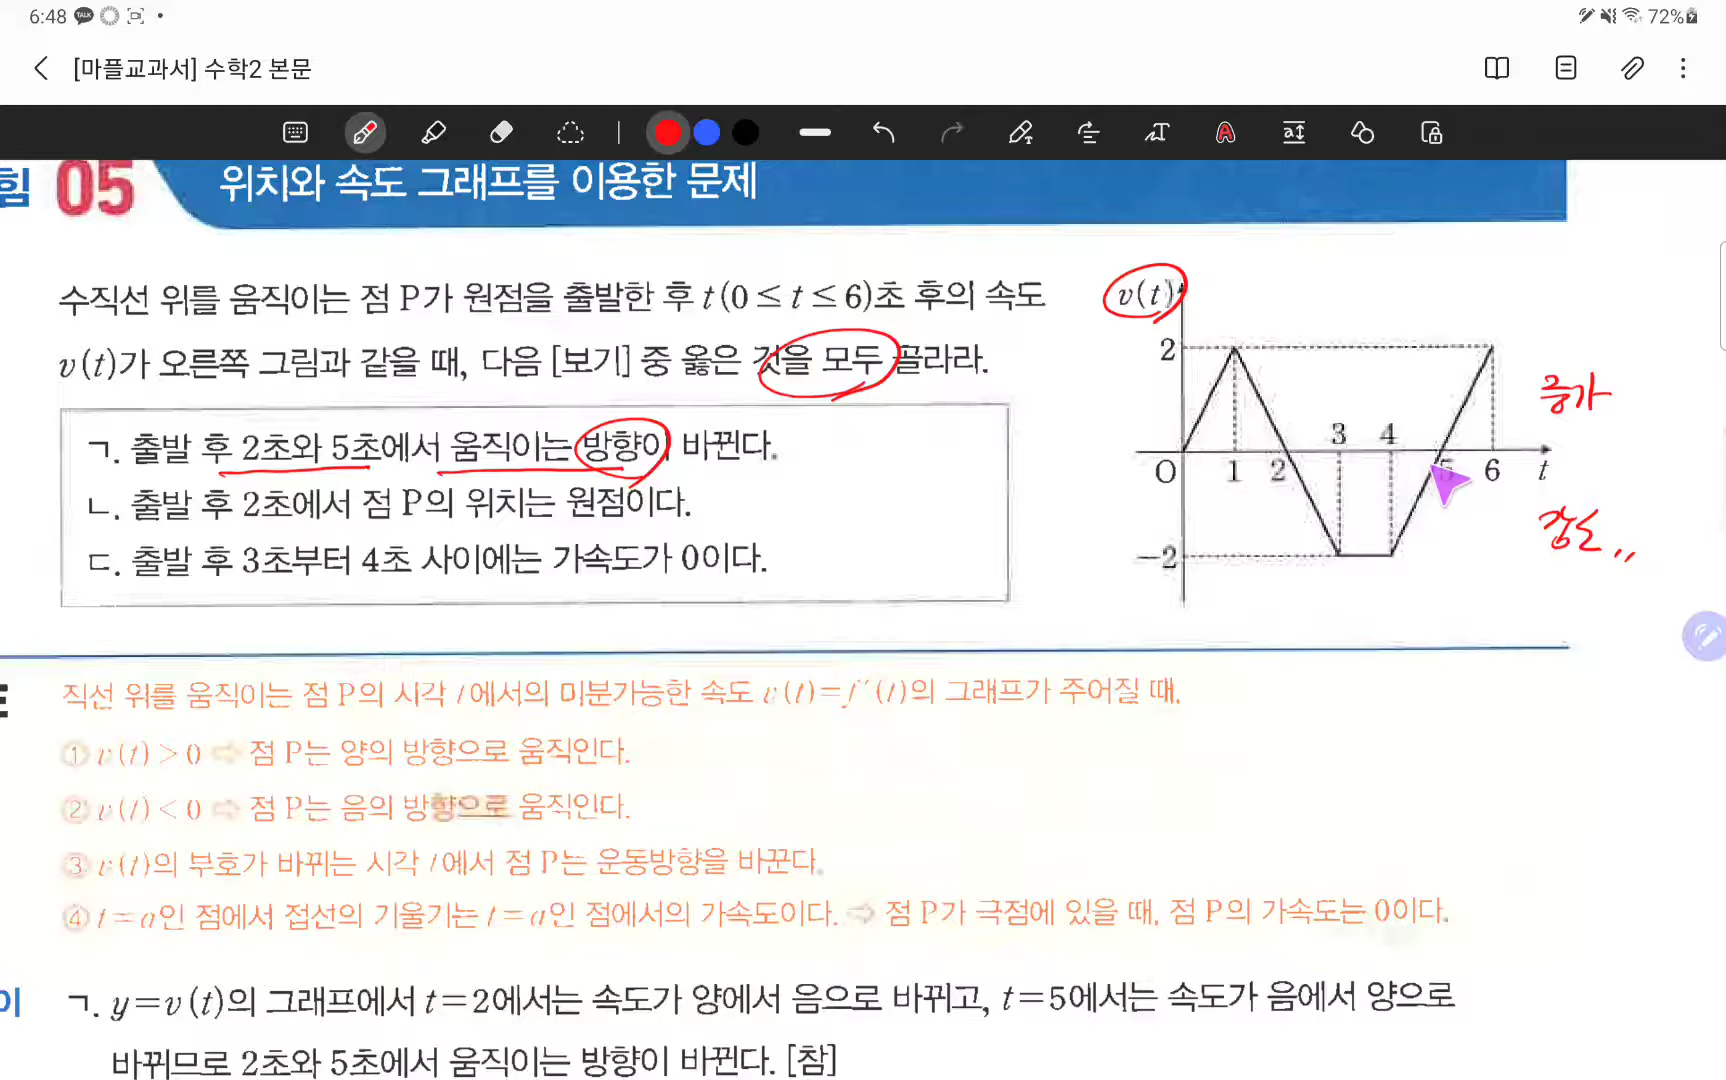 6:48 TALK 72%
[마플교과서] 수학2 본문
힘 05 위치와 속도 그래프를 이용한 문제
수직선 위를 움직이는 점 P가 원점을 출발한 후 t(0≤t≤6)초 후의 속도
v(t)가 오른쪽 그림과 같을 때, 다음 [보기] 중 옳은 것을 모두 골라라.
ㄱ. 출발 후 2초와 5초에서 움직이는 방향이 바뀐다.
ㄴ. 출발 후 2초에서 점 P의 위치는 원점이다.
ㄷ. 출발 후 3초부터 4초 사이에는 가속도가 0이다.
v(t)
2
증가
3 4
O 1 2 5 6 t
감소
-2
직선 위를 움직이는 점 P의 시각 t에서의 미분가능한 속도 v(t)=f′(t)의 그래프가 주어질 때,
① v(t)>0 ⇨ 점 P는 양의 방향으로 움직인다.
② v(t)<0 ⇨ 점 P는 음의 방향으로 움직인다.
③ v(t)의 부호가 바뀌는 시각 t에서 점 P는 운동방향을 바꾼다.
④ t=a인 점에서 접선의 기울기는 t=a인 점에서의 가속도이다. ⇨ 점 P가 극점에 있을 때, 점 P의 가속도는 0이다.
이 ㄱ. y=v(t)의 그래프에서 t=2에서는 속도가 양에서 음으로 바뀌고, t=5에서는 속도가 음에서 양으로
바뀌므로 2초와 5초에서 움직이는 방향이 바뀐다. [참]